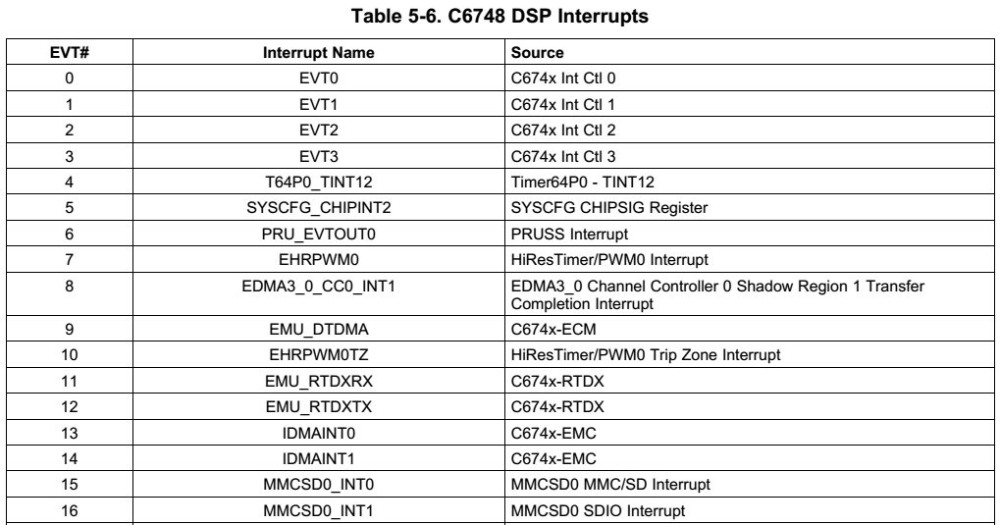 Table 5-6. C6748 DSP Interrupts
EVT# Interrupt Name Source
0 EVT0 C674x Int Ctl 0
1 EVT1 C674x Int Ctl 1
2 EVT2 C674x Int Ctl 2
3 EVT3 C674x Int Ctl 3
4 T64P0_TINT12 Timer64P0 - TINT12
5 SYSCFG_CHIPINT2 SYSCFG CHIPSIG Register
6 PRU_EVTOUT0 PRUSS Interrupt
7 EHRPWM0 HiResTimer/PWM0 Interrupt
8 EDMA3_0_CC0_INT1 EDMA3_0 Channel Controller 0 Shadow Region 1 Transfer
Completion Interrupt
9 EMU_DTDMA C674x-ECM
10 EHRPWM0TZ HiResTimer/PWM0 Trip Zone Interrupt
11 EMU_RTDXRX C674x-RTDX
12 EMU_RTDXTX C674x-RTDX
13 IDMAINT0 C674x-EMC
14 IDMAINT1 C674x-EMC
15 MMCSD0_INT0 MMCSD0 MMC/SD Interrupt
16 MMCSD0_INT1 MMCSD0 SDIO Interrupt